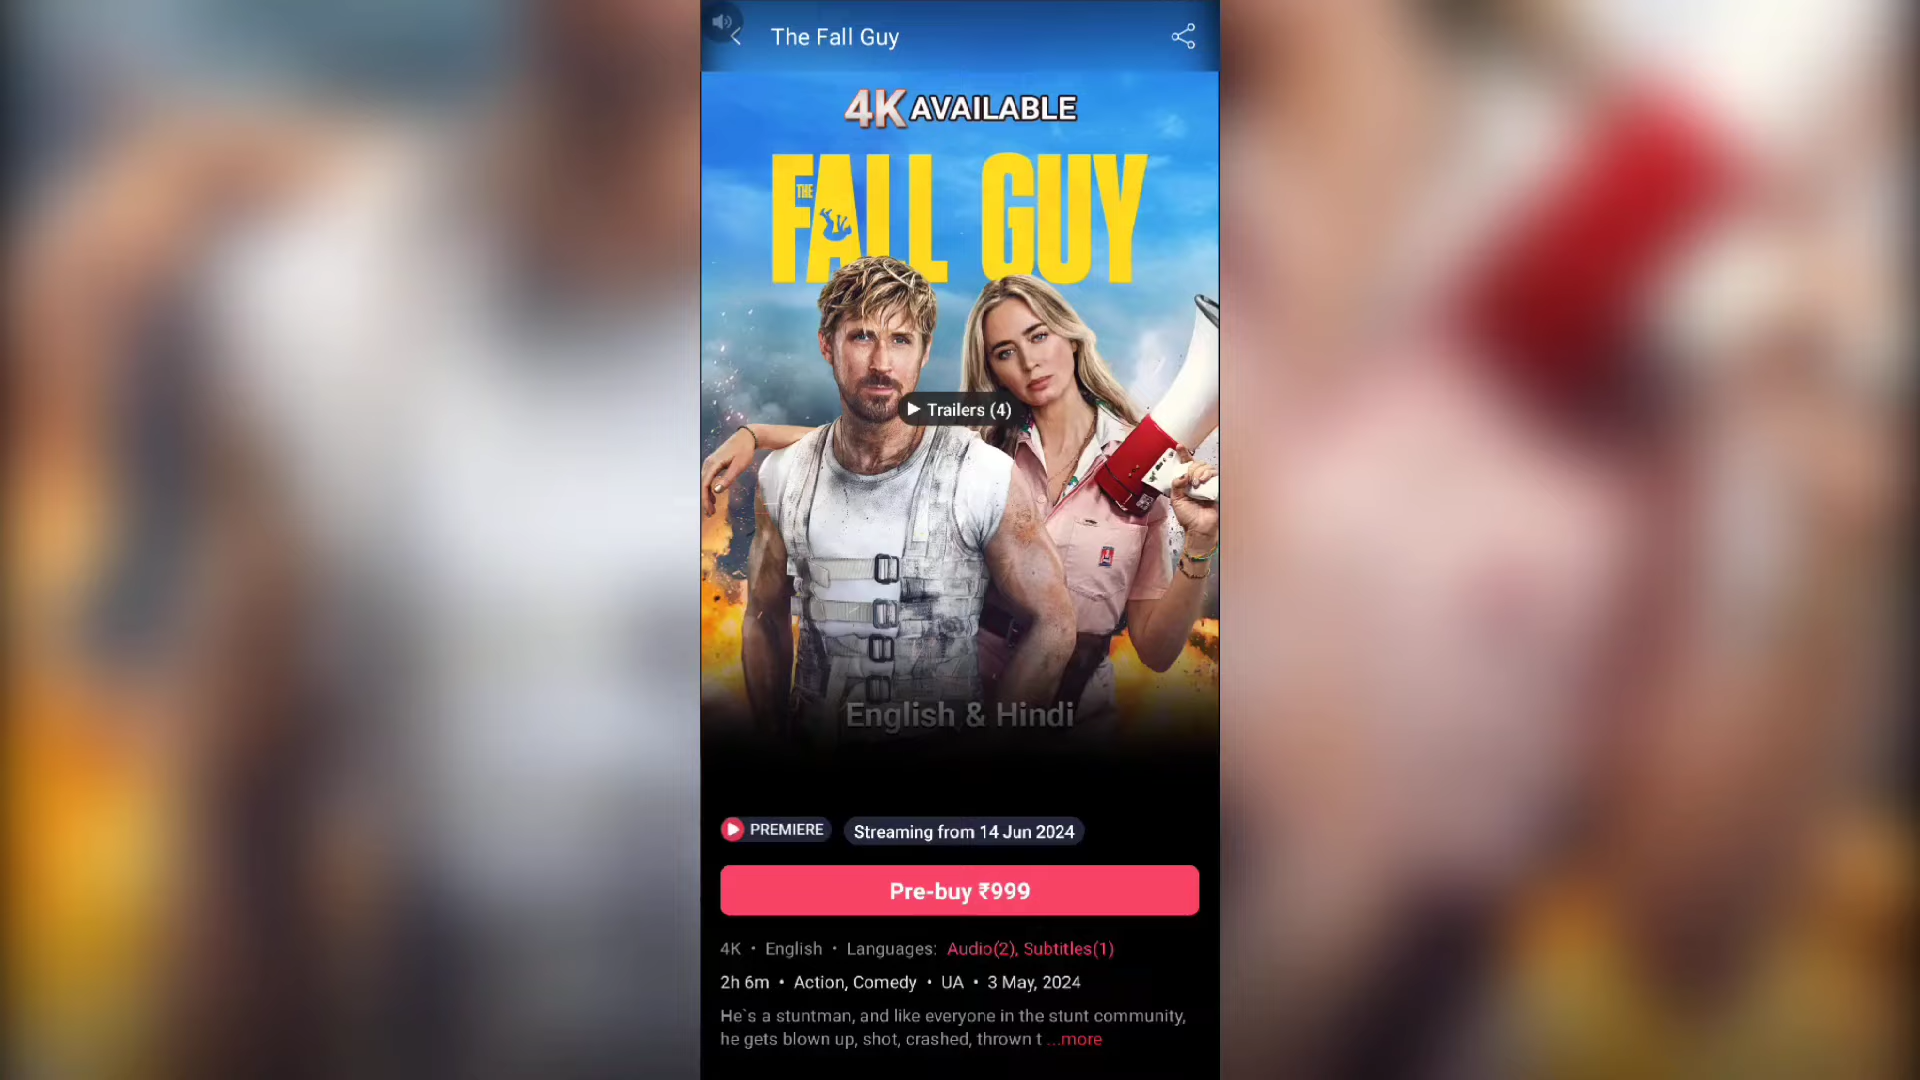 The Fall Guy
4K AVAILABLE
THE
FALL GUY
Trailers (4)
English & Hindi
PREMIERE
Streaming from 14 Jun 2024
Pre-buy ₹999
4K • English • Languages: Audio(2), Subtitles(1)
2h 6m • Action, Comedy • UA • 3 May, 2024
He`s a stuntman, and like everyone in the stunt community,
he gets blown up, shot, crashed, thrown t ...more